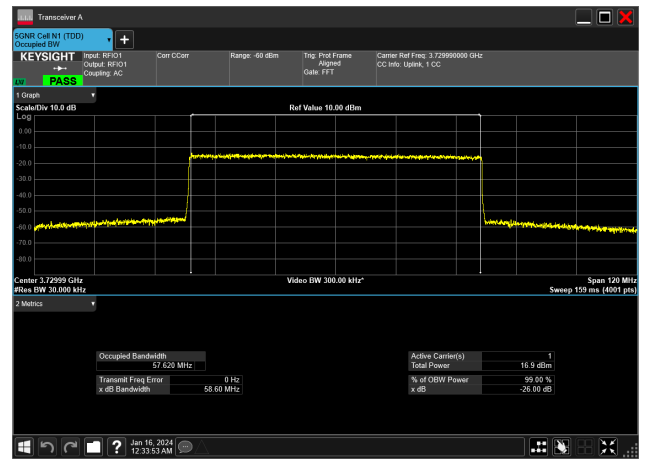 Transceiver A
5GNR Cell N1 (TDD)
Occupied BW
KEYSIGHT
LW
PASS
Input: RFIO1
Output: RFIO1
Coupling: AC
Corr CCorr
Range: -60 dBm
Trig: Prot Frame
Aligned
Gate: FFT
Carrier Ref Freq: 3.729990000 GHz
CC Info: Uplink, 1 CC
1 Graph
Scale/Div 10.0 dB
Ref Value 10.00 dBm
Log
0.00
-10.0
-20.0
-30.0
-40.0
-50.0
-60.0
-70.0
-80.0
Center 3.72999 GHz
Video BW 300.00 kHz*
Span 120 MHz
#Res BW 30.000 kHz
Sweep 159 ms (4001 pts)
2 Metrics
Occupied Bandwidth
57.620 MHz
Transmit Freq Error 0 Hz
x dB Bandwidth 58.60 MHz
Active Carrier(s) 1
Total Power 16.9 dBm
% of OBW Power 99.00 %
x dB -26.00 dB
Jan 16, 2024
12:33:53 AM